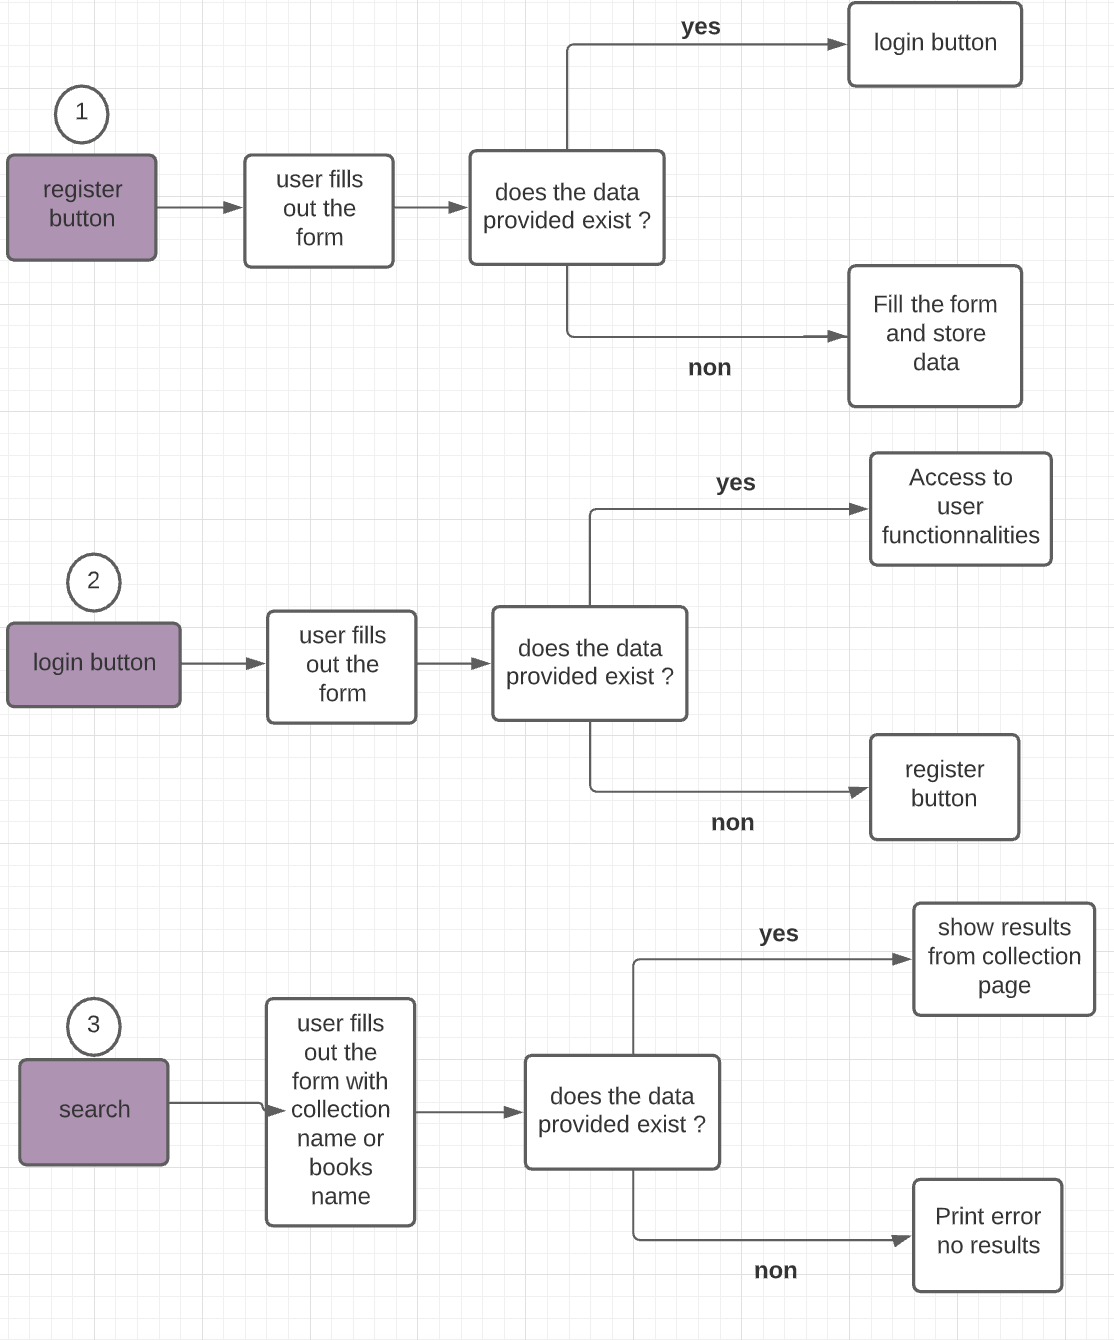 yes
login button
1
register
button
user fills
out the
form
does the data
provided exist ?
Fill the form
and store
data
non
yes
Access to
user
functionnalities
2
login button
user fills
out the
form
does the data
provided exist ?
register
button
non
yes
show results
from collection
page
3
search
user fills
out the
form with
collection
name or
books
name
does the data
provided exist ?
Print error
no results
non